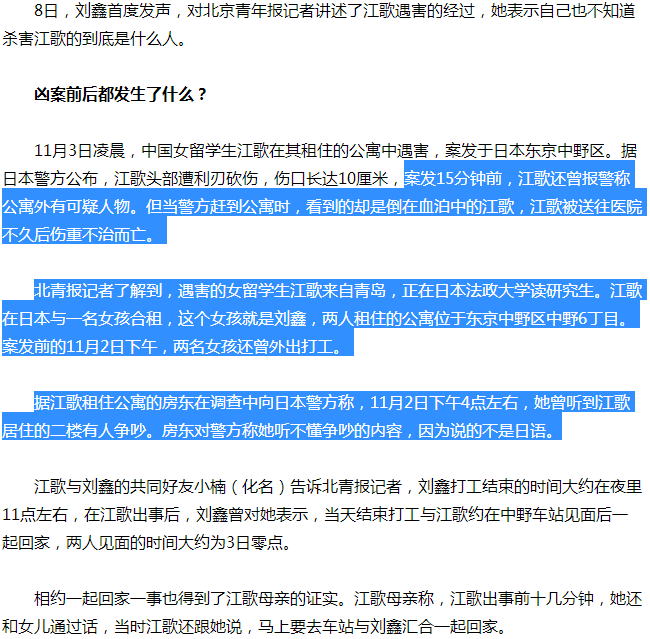 8日，刘鑫首度发声，对北京青年报记者讲述了江歌遇害的经过，她表示自己也不知道
杀害江歌的到底是什么人。
凶案前后都发生了什么？
11月3日凌晨，中国女留学生江歌在其租住的公寓中遇害，案发于日本东京中野区。据
日本警方公布，江歌头部遭利刃砍伤，伤口长达10厘米，案发15分钟前，江歌还曾报警称
公寓外有可疑人物。但当警方赶到公寓时，看到的却是倒在血泊中的江歌，江歌被送往医院
不久后伤重不治而亡。
北青报记者了解到，遇害的女留学生江歌来自青岛，正在日本法政大学读研究生。江歌
在日本与一名女孩合租，这个女孩就是刘鑫，两人租住的公寓位于东京中野区中野6丁目。
案发前的11月2日下午，两名女孩还曾外出打工。
据江歌租住公寓的房东在调查中向日本警方称，11月2日下午4点左右，她曾听到江歌
居住的二楼有人争吵。房东对警方称她听不懂争吵的内容，因为说的不是日语。
江歌与刘鑫的共同好友小楠（化名）告诉北青报记者，刘鑫打工结束的时间大约在夜里
11点左右，在江歌出事后，刘鑫曾对她表示，当天结束打工与江歌约在中野车站见面后一
起回家，两人见面的时间大约为3日零点。
相约一起回家一事也得到了江歌母亲的证实。江歌母亲称，江歌出事前十几分钟，她还
和女儿通过话，当时江歌还跟她说，马上要去车站与刘鑫汇合一起回家。